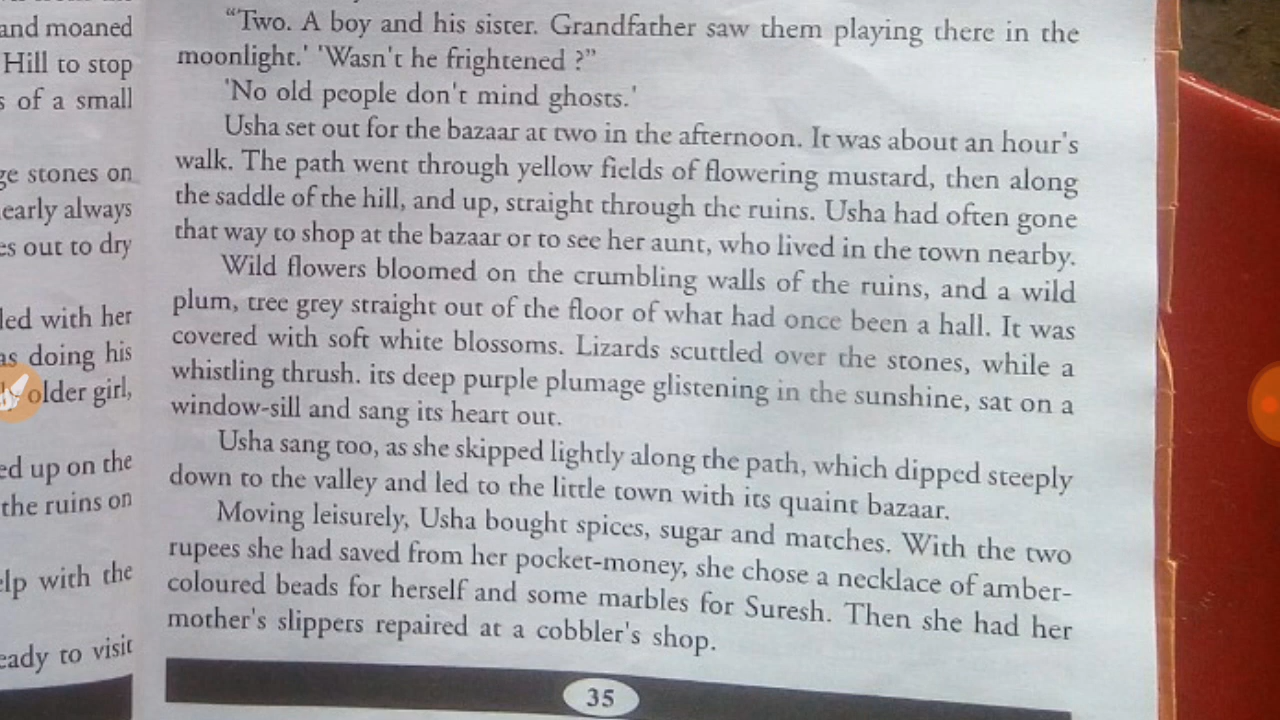 and moaned
Hill to stop
s of a small
ge stones on
early always
es out to dry
led with her
as doing his
older girl,
ed up on the
the ruins on
elp with the
eady to visit
"Two. A boy and his sister. Grandfather saw them playing there in the
moonlight.' 'Wasn't he frightened ?"
'No old people don't mind ghosts.'
Usha set out for the bazaar at two in the afternoon. It was about an hour's
walk. The path went through yellow fields of flowering mustard, then along
the saddle of the hill, and up, straight through the ruins. Usha had often gone
that way to shop at the bazaar or to see her aunt, who lived in the town nearby.
Wild flowers bloomed on the crumbling walls of the ruins, and a wild
plum, tree grey straight out of the floor of what had once been a hall. It was
covered with soft white blossoms. Lizards scuttled over the stones, while a
whistling thrush. its deep purple plumage glistening in the sunshine, sat on a
window-sill and sang its heart out.
Usha sang too, as she skipped lightly along the path, which dipped steeply
down to the valley and led to the little town with its quaint bazaar.
Moving leisurely, Usha bought spices, sugar and matches. With the two
rupees she had saved from her pocket-money, she chose a necklace of amber-
coloured beads for herself and some marbles for Suresh. Then she had her
mother's slippers repaired at a cobbler's shop.
35